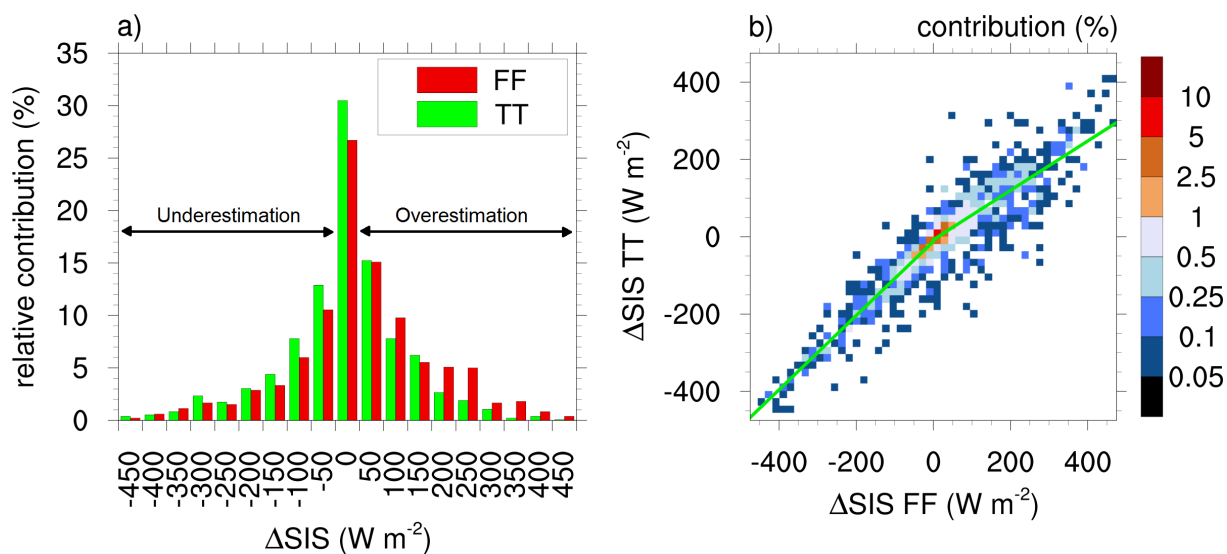 a)
relative contribution (%)
35
30
25
20
15
10
5
0
FF
TT
Underestimation
Overestimation
-450 -400 -350 -300 -250 -200 -150 -100 -50 0 50 100 150 200 250 300 350 400 450
ΔSIS (W m⁻²)
b)
contribution (%)
ΔSIS TT (W m⁻²)
400
200
0
-200
-400
-400 -200 0 200 400
ΔSIS FF (W m⁻²)
10
5
2.5
1
0.5
0.25
0.1
0.05